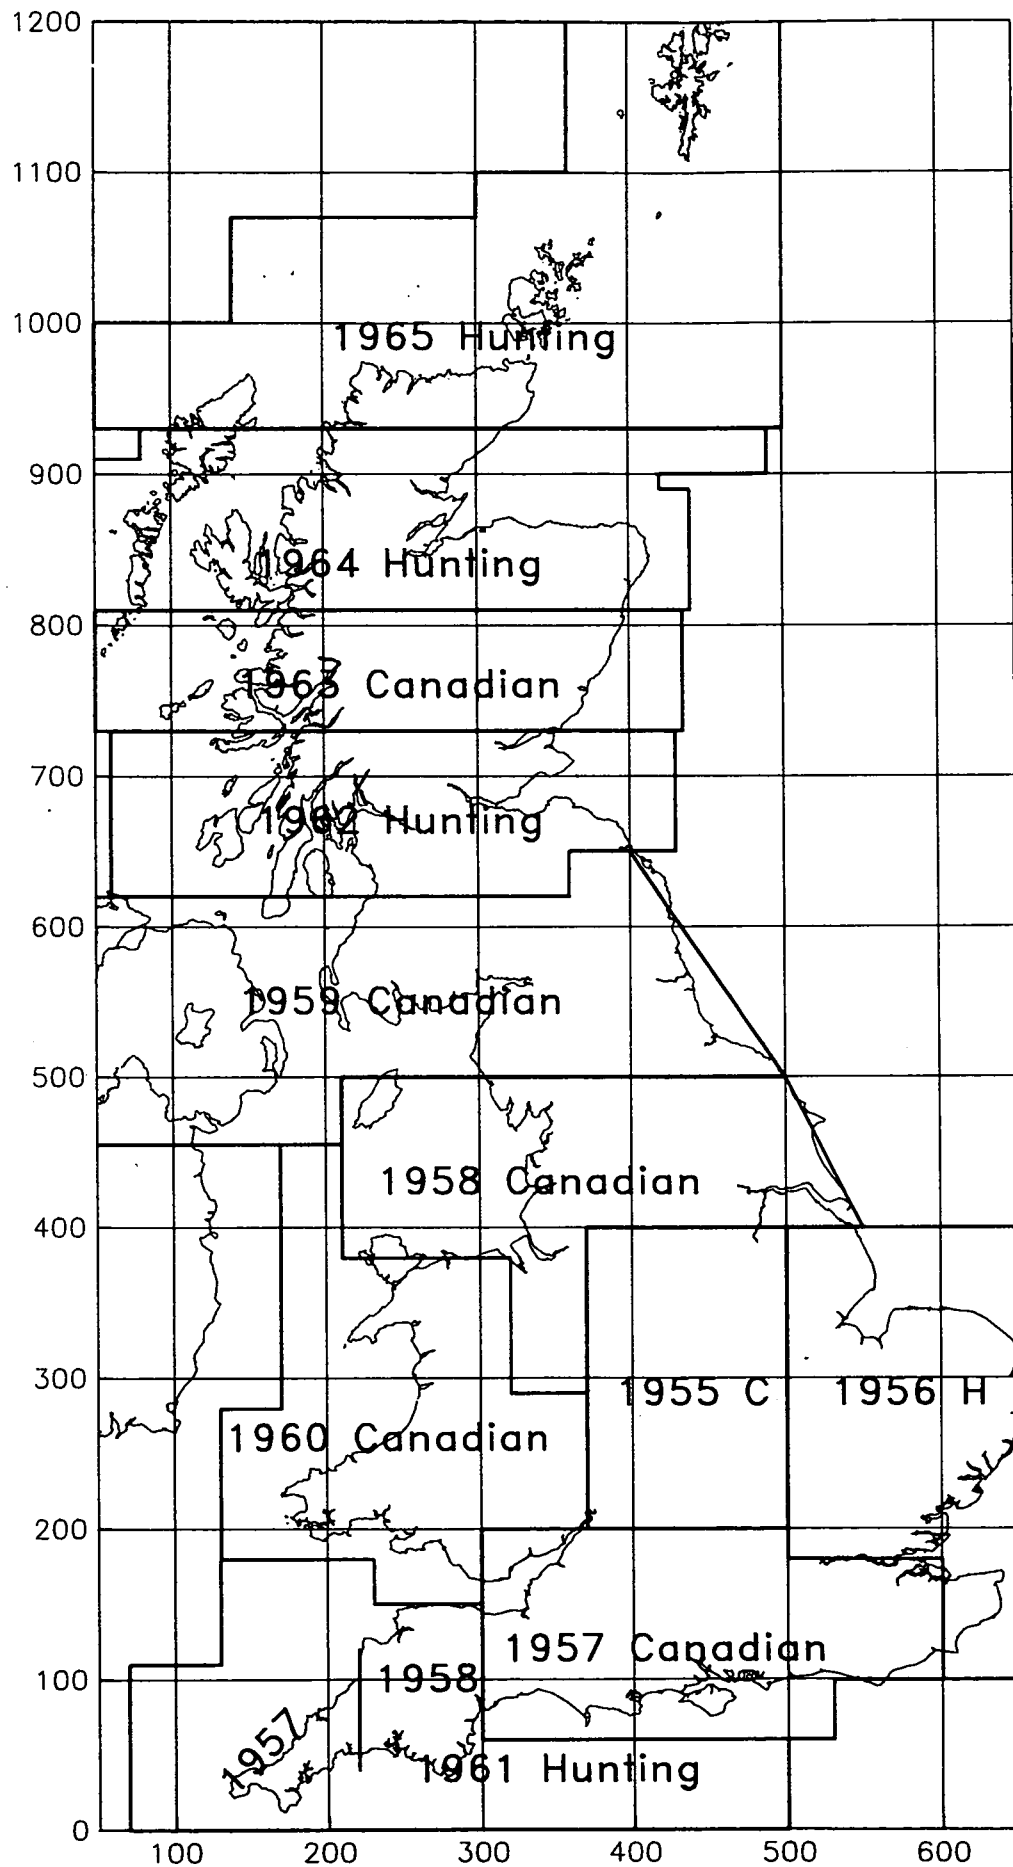 1200
1100
1000
1965 Hunting
900
1964 Hunting
800
1963 Canadian
700
1962 Hunting
600
1959 Canadian
500
1958 Canadian
400
300
1955 C 1956 H
1960 Canadian
200
1957 Canadian
100
1958
1957
1961 Hunting
0
100 200 300 400 500 600